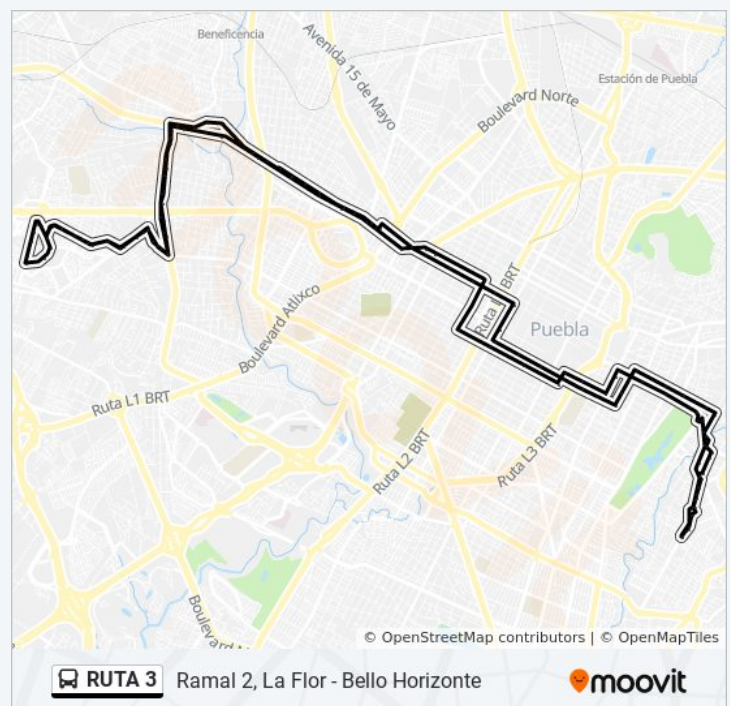 Beneficencia
Avenida 15 de Mayo
Estación de Puebla
Boulevard Norte
BRT
Ruta L
Puebla
Boulevard Atlixco
Ruta L1 BRT
Ruta L2 BRT
Ruta L3 BRT
Boulevard
© OpenStreetMap contributors | © OpenMapTiles
RUTA 3
Ramal 2, La Flor - Bello Horizonte
moovit